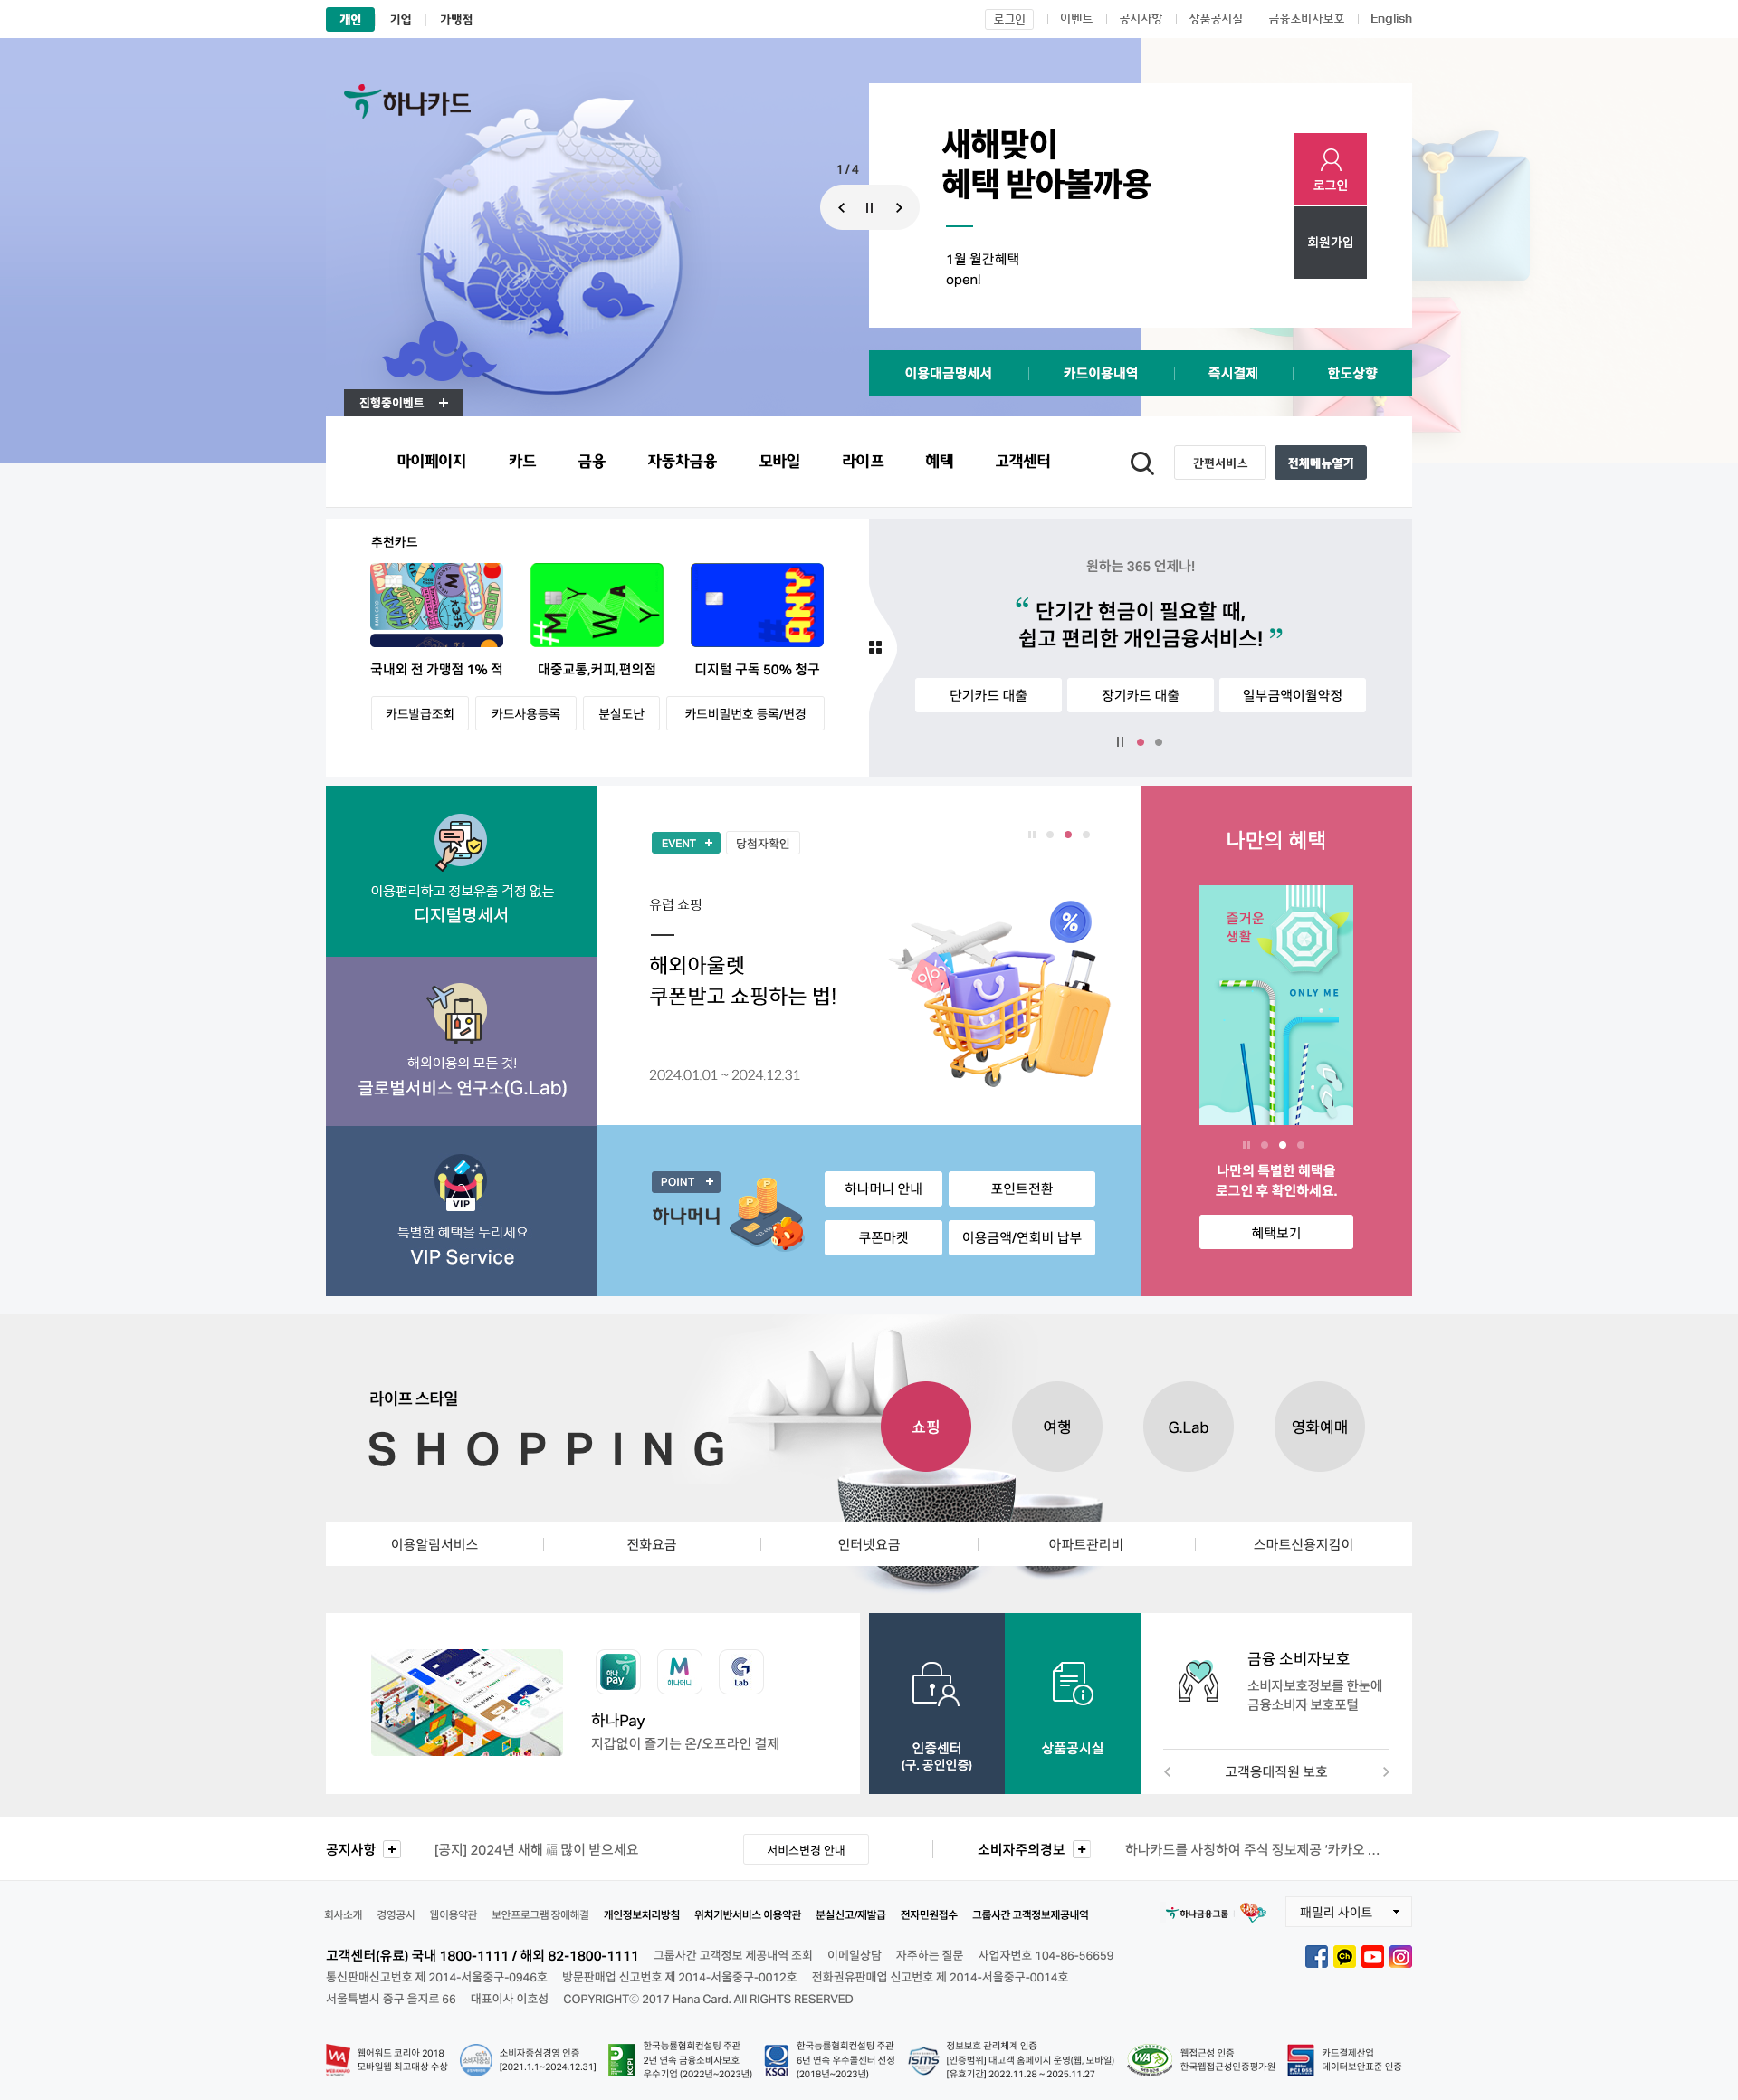 개인
기업
가맹점
로그인
이벤트
공지사항
상품공시실
금융소비자보호
English
하나카드
1 / 4
새해맞이
혜택 받아볼까용
1월 월간혜택
open!
로그인
회원가입
이용대금명세서
카드이용내역
즉시결제
한도상향
진행중이벤트
마이페이지
카드
금융
자동차금융
모바일
라이프
혜택
고객센터
간편서비스
전체메뉴열기
추천카드
travel
#MY WAY
#ANY
국내외 전 가맹점 1% 적
대중교통,커피,편의점
디지털 구독 50% 청구
카드발급조회
카드사용등록
분실도난
카드비밀번호 등록/변경
원하는 365 언제나!
“ 단기간 현금이 필요할 때,
쉽고 편리한 개인금융서비스! ”
단기카드 대출
장기카드 대출
일부금액이월약정
이용편리하고 정보유출 걱정 없는
디지털명세서
해외이용의 모든 것!
글로벌서비스 연구소(G.Lab)
VIP
특별한 혜택을 누리세요
VIP Service
EVENT +
당첨자확인
유럽 쇼핑
해외아울렛
쿠폰받고 쇼핑하는 법!
2024.01.01 ~ 2024.12.31
%
POINT +
하나머니
하나머니 안내
포인트전환
쿠폰마켓
이용금액/연회비 납부
나만의 혜택
즐거운
생활
ONLY ME
나만의 특별한 혜택을
로그인 후 확인하세요.
혜택보기
라이프 스타일
SHOPPING
쇼핑
여행
G.Lab
영화예매
이용알림서비스
전화요금
인터넷요금
아파트관리비
스마트신용지킴이
하나
pay
M
하나머니
G
Lab
하나Pay
지갑없이 즐기는 온/오프라인 결제
인증센터
(구. 공인인증)
상품공시실
금융 소비자보호
소비자보호정보를 한눈에
금융소비자 보호포털
고객응대직원 보호
공지사항
[공지] 2024년 새해 福 많이 받으세요
서비스변경 안내
소비자주의경보
하나카드를 사칭하여 주식 정보제공 ‘카카오 ...
회사소개
경영공시
웹이용약관
보안프로그램 장애해결
개인정보처리방침
위치기반서비스 이용약관
분실신고/재발급
전자민원접수
그룹사간 고객정보제공내역
하나금융그룹
패밀리 사이트
고객센터(유료) 국내 1800-1111 / 해외 82-1800-1111
그룹사간 고객정보 제공내역 조회
이메일상담
자주하는 질문
사업자번호 104-86-56659
통신판매신고번호 제 2014-서울중구-0946호
방문판매업 신고번호 제 2014-서울중구-0012호
전화권유판매업 신고번호 제 2014-서울중구-0014호
서울특별시 중구 을지로 66
대표이사 이호성
COPYRIGHTⓒ 2017 Hana Card. All RIGHTS RESERVED
Ch
WA
웹어워드 코리아 2018
모바일웹 최고대상 수상
소비자중심
소비자중심경영 인증
[2021.1.1~2024.12.31]
KCPI
한국능률협회컨설팅 주관
2년 연속 금융소비자보호
우수기업 (2022년~2023년)
KSQI
한국능률협회컨설팅 주관
6년 연속 우수콜센터 선정
(2018년~2023년)
ISMS
정보보호 관리체계 인증
[인증범위] 대고객 홈페이지 운영(웹, 모바일)
[유효기간] 2022.11.28 ~ 2025.11.27
WA
웹접근성 인증
한국웹접근성인증평가원
PCI DSS
카드결제산업
데이터보안표준 인증